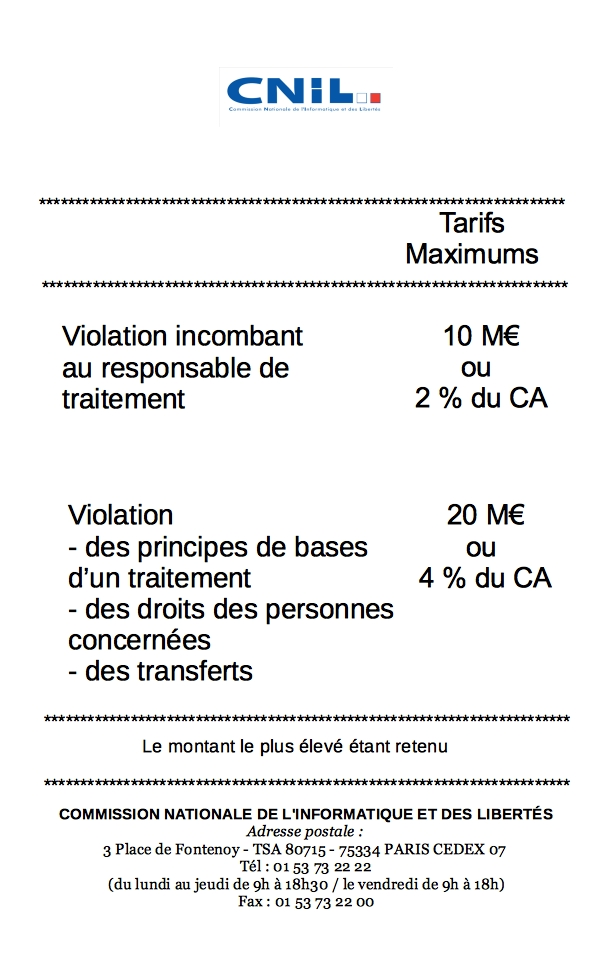 CNIL
Commission Nationale de l'Informatique et des Libertés
*************************************************************************
Tarifs
Maximums
*************************************************************************
Violation incombant
au responsable de
traitement
10 M€
ou
2 % du CA
Violation
- des principes de bases
d’un traitement
- des droits des personnes
concernées
- des transferts
20 M€
ou
4 % du CA
*************************************************************************
Le montant le plus élevé étant retenu
*************************************************************************
COMMISSION NATIONALE DE L'INFORMATIQUE ET DES LIBERTÉS
Adresse postale :
3 Place de Fontenoy - TSA 80715 - 75334 PARIS CEDEX 07
Tél : 01 53 73 22 22
(du lundi au jeudi de 9h à 18h30 / le vendredi de 9h à 18h)
Fax : 01 53 73 22 00